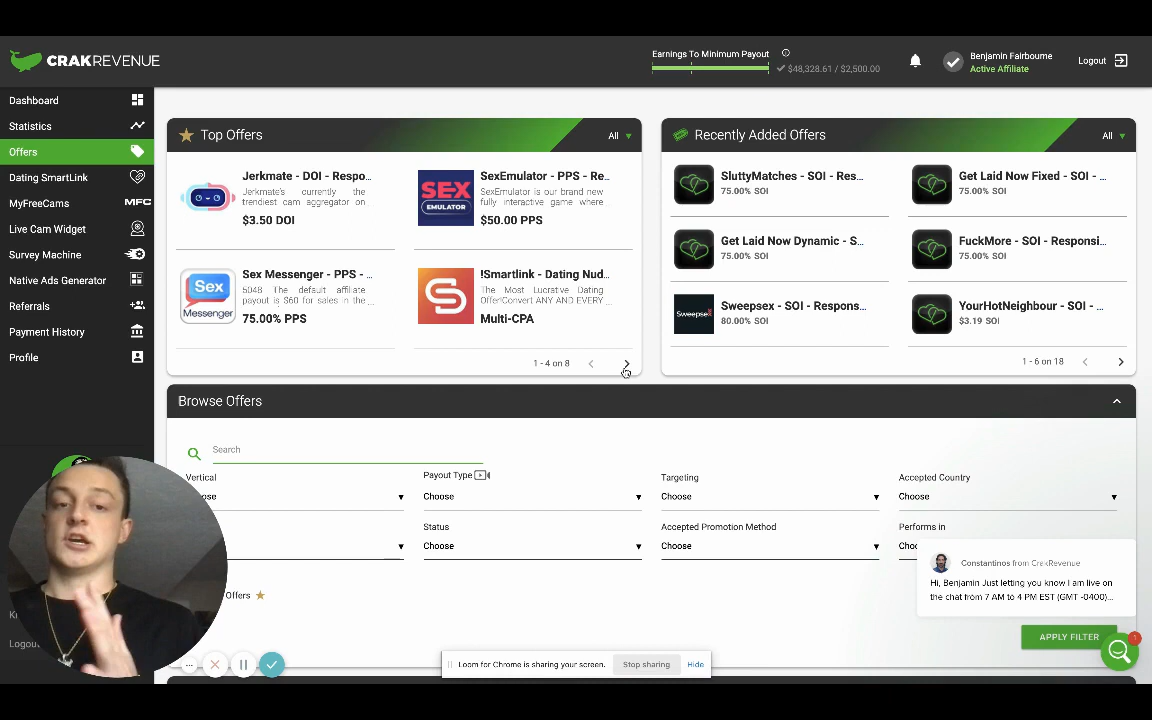 CRAKREVENUE
Earnings To Minimum Payout
$48,328.61 / $2,500.00
Benjamin Fairbourne
Active Affiliate
Logout
Dashboard
Statistics
Offers
Dating SmartLink
MyFreeCams
MFC
Live Cam Widget
Survey Machine
Native Ads Generator
Referrals
Payment History
Profile
Top Offers
All
Jerkmate - DOI - Respo...
Jerkmate's currently the
trendiest cam aggregator on...
$3.50 DOI
SEX
EMULATOR
SexEmulator - PPS - Re...
SexEmulator is our brand new
fully interactive game where...
$50.00 PPS
Sex
Messenger
Sex Messenger - PPS - ...
5048 The default affiliate
payout is $60 for sales in the...
75.00% PPS
!Smartlink - Dating Nud...
The Most Lucrative Dating
Offer!Convert ANY AND EVERY...
Multi-CPA
1 - 4 on 8
Recently Added Offers
All
SluttyMatches - SOI - Res...
75.00% SOI
Get Laid Now Fixed - SOI - ...
75.00% SOI
Get Laid Now Dynamic - S...
75.00% SOI
FuckMore - SOI - Responsi...
75.00% SOI
Sweepsex - SOI - Respons...
80.00% SOI
YourHotNeighbour - SOI - ...
$3.19 SOI
1 - 6 on 18
Browse Offers
Search
Vertical
Payout Type
Choose
Targeting
Choose
Accepted Country
Choose
Status
Choose
Accepted Promotion Method
Choose
Performs in
Offers
Constantinos from CrakRevenue
Hi, Benjamin Just letting you know I am live on
the chat from 7 AM to 4 PM EST (GMT -0400)...
APPLY FILTER
1
Loom for Chrome is sharing your screen.
Stop sharing
Hide